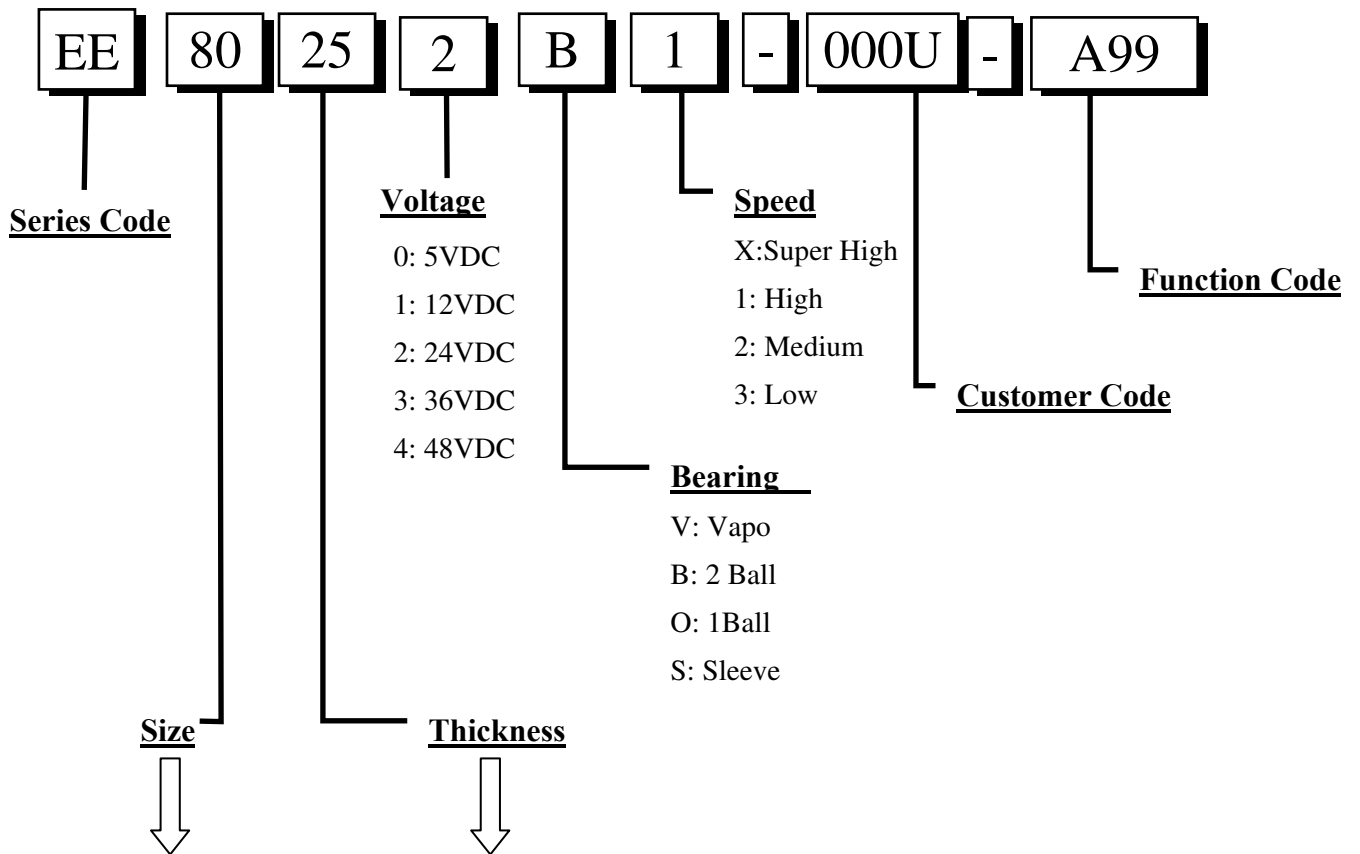 EE 80 25 2 B 1 - 000U - A99
Series Code
Voltage
0: 5VDC
1: 12VDC
2: 24VDC
3: 36VDC
4: 48VDC
Speed
X:Super High
1: High
2: Medium
3: Low
Function Code
Customer Code
Bearing
V: Vapo
B: 2 Ball
O: 1Ball
S: Sleeve
Size
Thickness